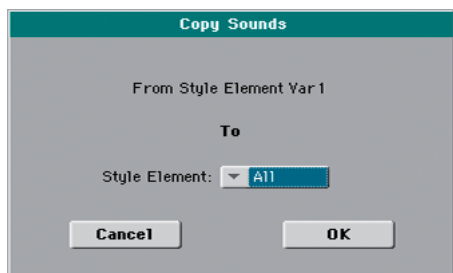 Copy Sounds
From Style Element Var1
To
Style Element: All
Cancel OK